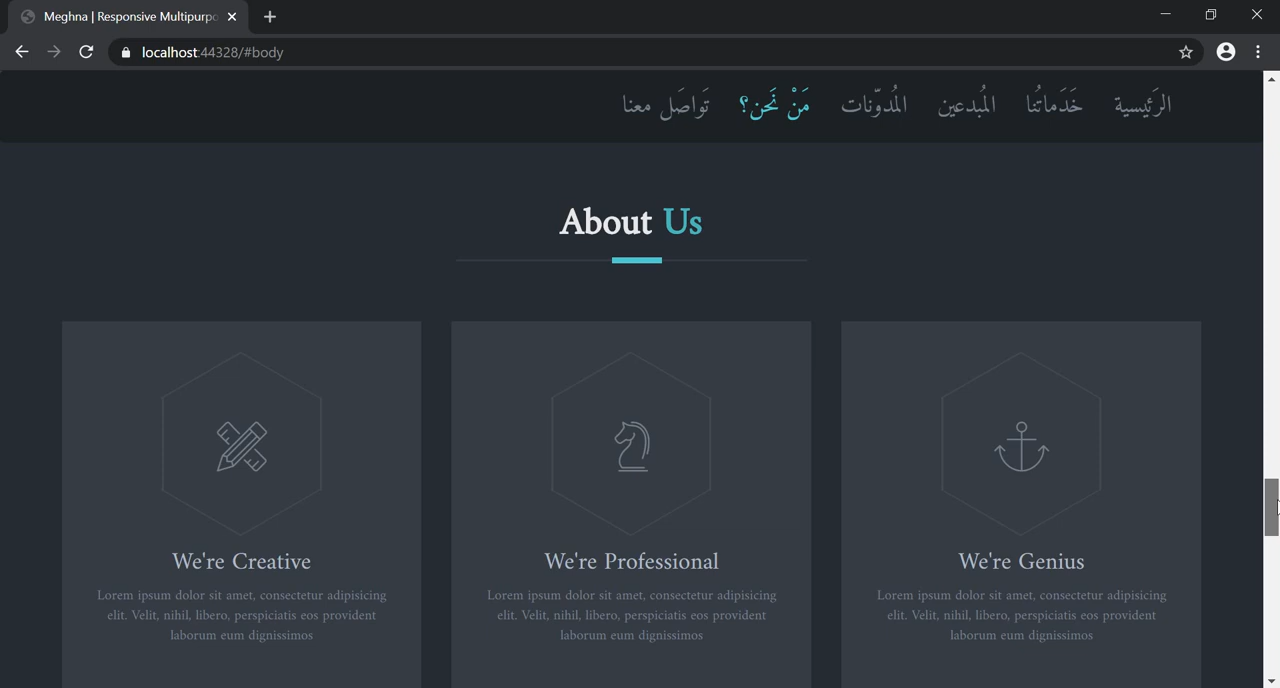 Meghna | Responsive Multipurpo
localhost:44328/#body
الرَئيسية خَدَماتُنا المُبدعين المُدوّنات مَنْ نَحن؟ تَواصَل معنا
About Us
We're Creative
Lorem ipsum dolor sit amet, consectetur adipisicing
elit. Velit, nihil, libero, perspiciatis eos provident
laborum eum dignissimos
We're Professional
Lorem ipsum dolor sit amet, consectetur adipisicing
elit. Velit, nihil, libero, perspiciatis eos provident
laborum eum dignissimos
We're Genius
Lorem ipsum dolor sit amet, consectetur adipisicing
elit. Velit, nihil, libero, perspiciatis eos provident
laborum eum dignissimos